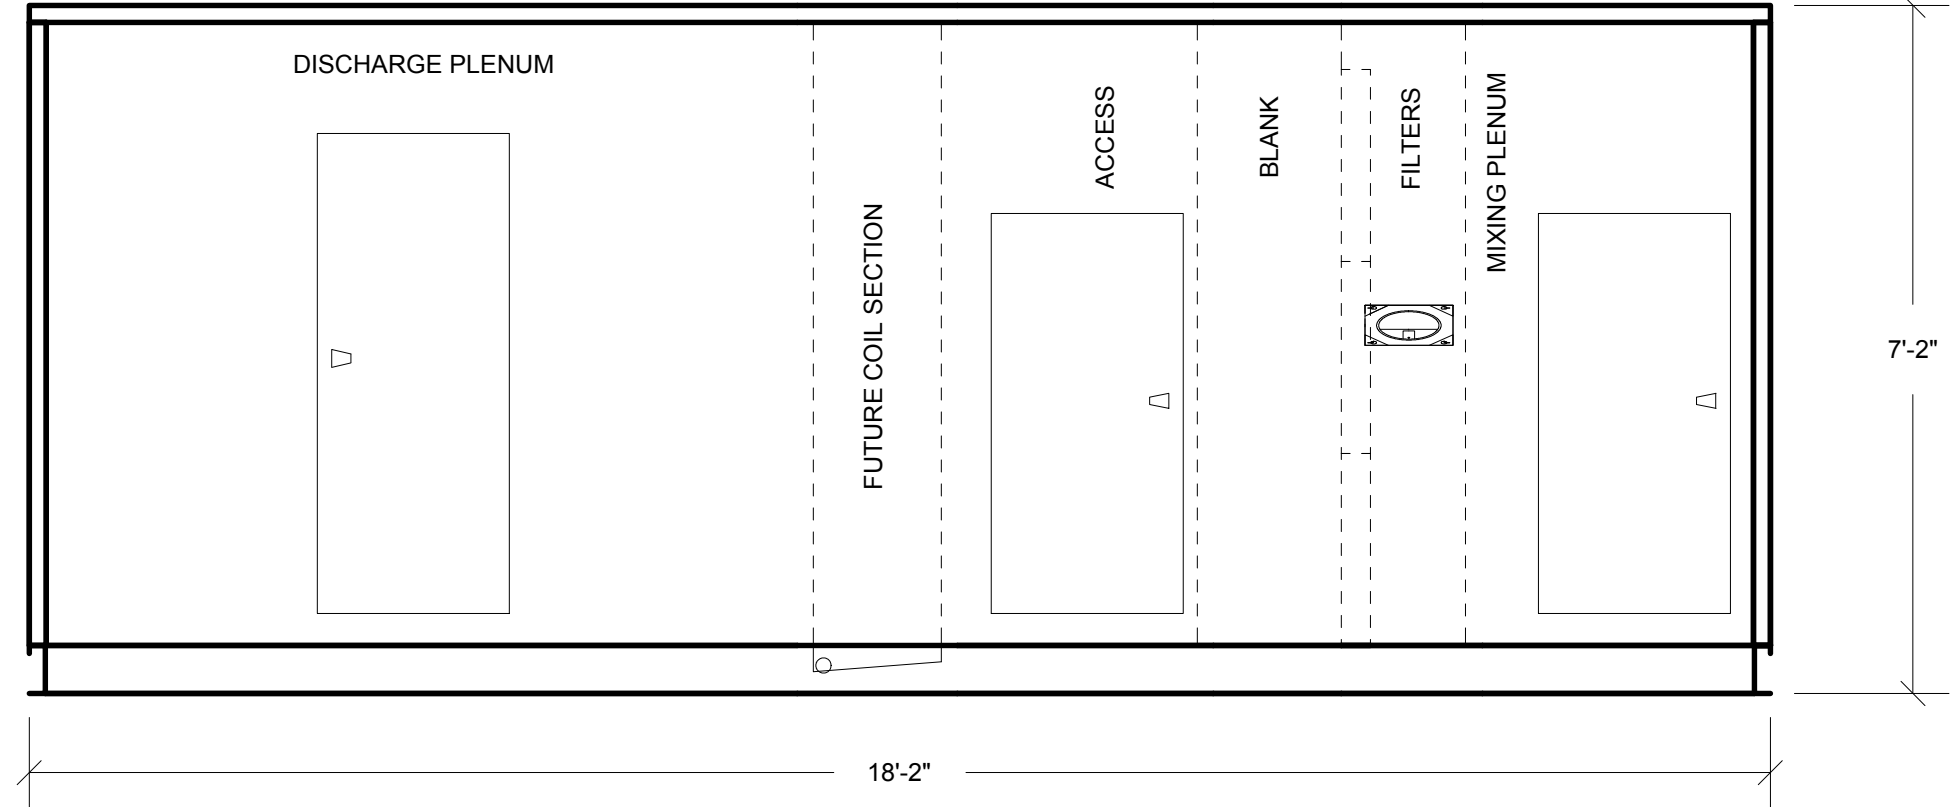 DISCHARGE PLENUM
FUTURE COIL SECTION
ACCESS
BLANK
FILTERS
MIXING PLENUM
7'-2"
18'-2"